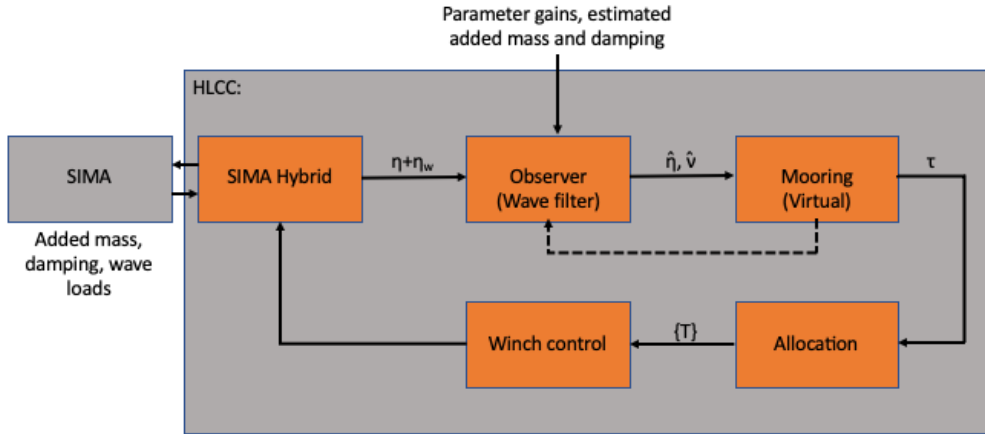 Parameter gains, estimated
added mass and damping
HLCC:
SIMA
SIMA Hybrid
η+ηw
Observer
(Wave filter)
η̂, ν̂
Mooring
(Virtual)
τ
Added mass,
damping, wave
loads
Winch control
{T}
Allocation